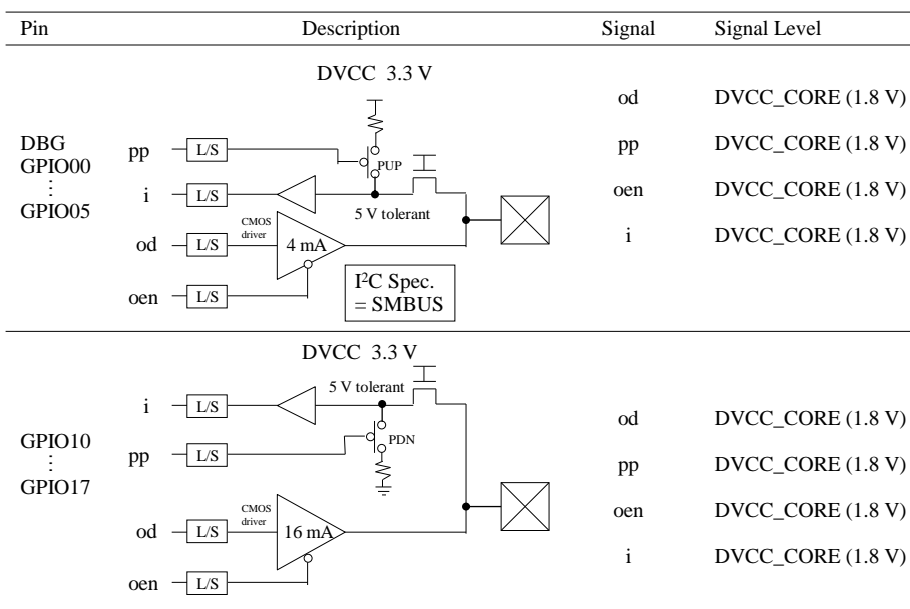 Pin Description Signal Signal Level
DBG
GPIO00
⋮
GPIO05
DVCC 3.3 V
pp L/S PUP
i L/S 5 V tolerant
od L/S CMOS driver 4 mA
oen L/S
I²C Spec.
= SMBUS
od DVCC_CORE (1.8 V)
pp DVCC_CORE (1.8 V)
oen DVCC_CORE (1.8 V)
i DVCC_CORE (1.8 V)
GPIO10
⋮
GPIO17
DVCC 3.3 V
5 V tolerant
i L/S
pp L/S PDN
od L/S CMOS driver 16 mA
oen L/S
od DVCC_CORE (1.8 V)
pp DVCC_CORE (1.8 V)
oen DVCC_CORE (1.8 V)
i DVCC_CORE (1.8 V)